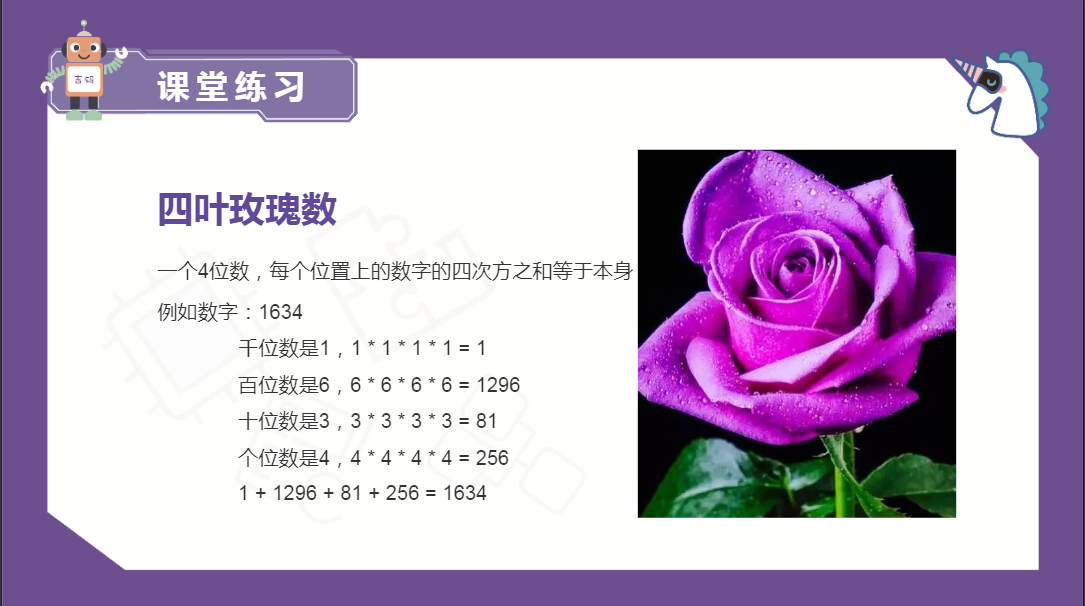 吉妈
课堂练习
四叶玫瑰数
一个4位数，每个位置上的数字的四次方之和等于本身
例如数字：1634
千位数是1，1 * 1 * 1 * 1 = 1
百位数是6，6 * 6 * 6 * 6 = 1296
十位数是3，3 * 3 * 3 * 3 = 81
个位数是4，4 * 4 * 4 * 4 = 256
1 + 1296 + 81 + 256 = 1634